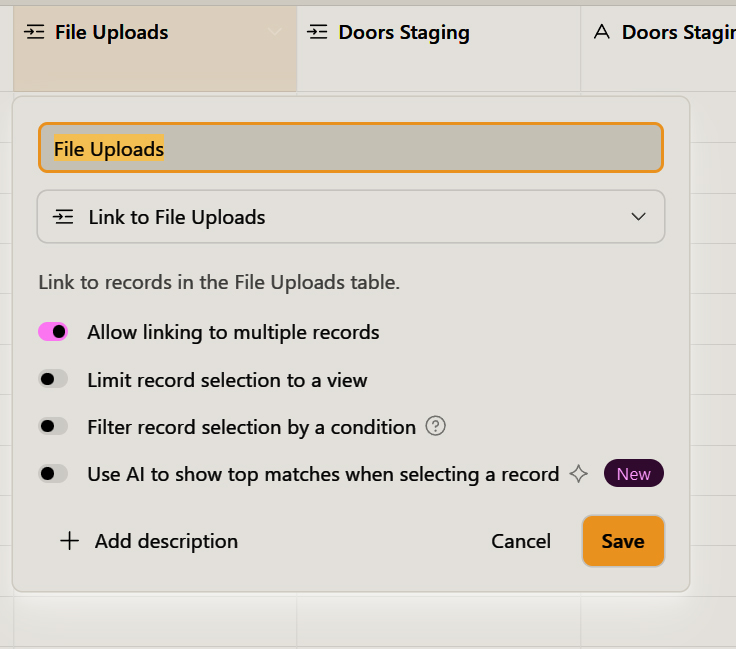 File Uploads
Doors Staging
Doors Stagin
File Uploads
Link to File Uploads
Link to records in the File Uploads table.
Allow linking to multiple records
Limit record selection to a view
Filter record selection by a condition
Use AI to show top matches when selecting a record New
Add description
Cancel
Save